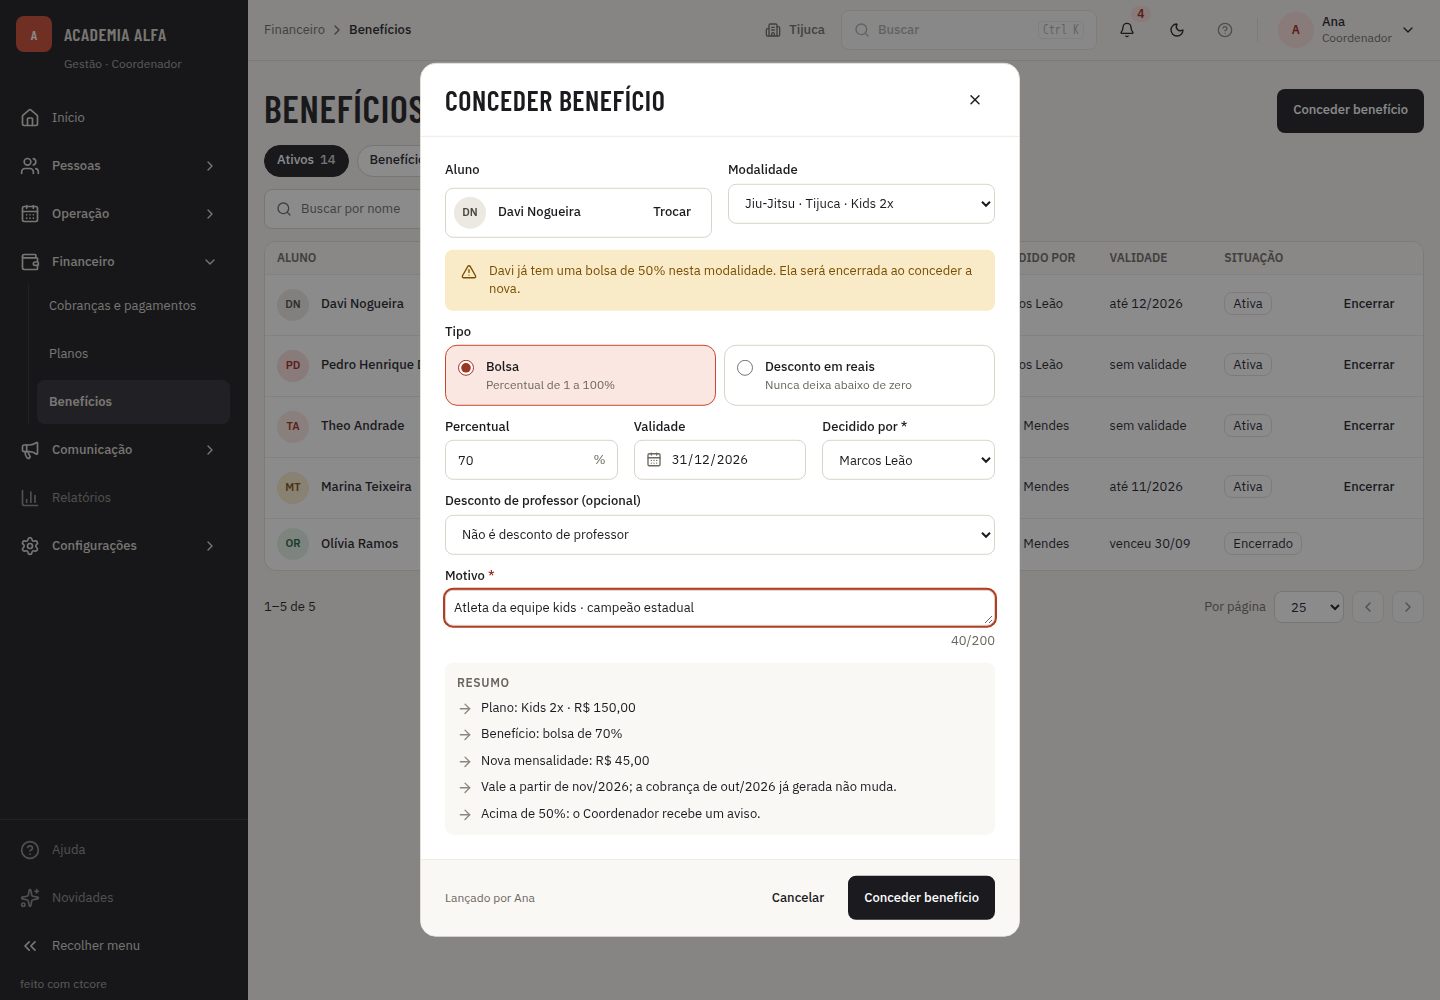 A
ACADEMIA ALFA
Gestão · Coordenador
Início
Pessoas
Operação
Financeiro
Cobranças e pagamentos
Planos
Benefícios
Comunicação
Relatórios
Configurações
Ajuda
Novidades
Recolher menu
feito com ctcore
Financeiro > Benefícios
Tijuca
Buscar
Ctrl K
4
A
Ana
Coordenador
BENEFÍCIOS
Conceder benefício
Ativos 14
Buscar por nome
ALUNO
VALIDADE
SITUAÇÃO
DN Davi Nogueira
até 12/2026 Ativa Encerrar
PD Pedro Henrique
sem validade Ativa Encerrar
TA Theo Andrade
Mendes sem validade Ativa Encerrar
MT Marina Teixeira
Mendes até 11/2026 Ativa Encerrar
OR Olívia Ramos
Mendes venceu 30/09 Encerrado
1–5 de 5
Por página 25
CONCEDER BENEFÍCIO
Aluno
DN Davi Nogueira Trocar
Modalidade
Jiu-Jitsu · Tijuca · Kids 2x
Davi já tem uma bolsa de 50% nesta modalidade. Ela será encerrada ao conceder a
nova.
Tipo
Bolsa
Percentual de 1 a 100%
Desconto em reais
Nunca deixa abaixo de zero
Percentual
70 %
Validade
31/12/2026
Decidido por *
Marcos Leão
Desconto de professor (opcional)
Não é desconto de professor
Motivo *
Atleta da equipe kids · campeão estadual
40/200
RESUMO
Plano: Kids 2x · R$ 150,00
Benefício: bolsa de 70%
Nova mensalidade: R$ 45,00
Vale a partir de nov/2026; a cobrança de out/2026 já gerada não muda.
Acima de 50%: o Coordenador recebe um aviso.
Lançado por Ana
Cancelar
Conceder benefício